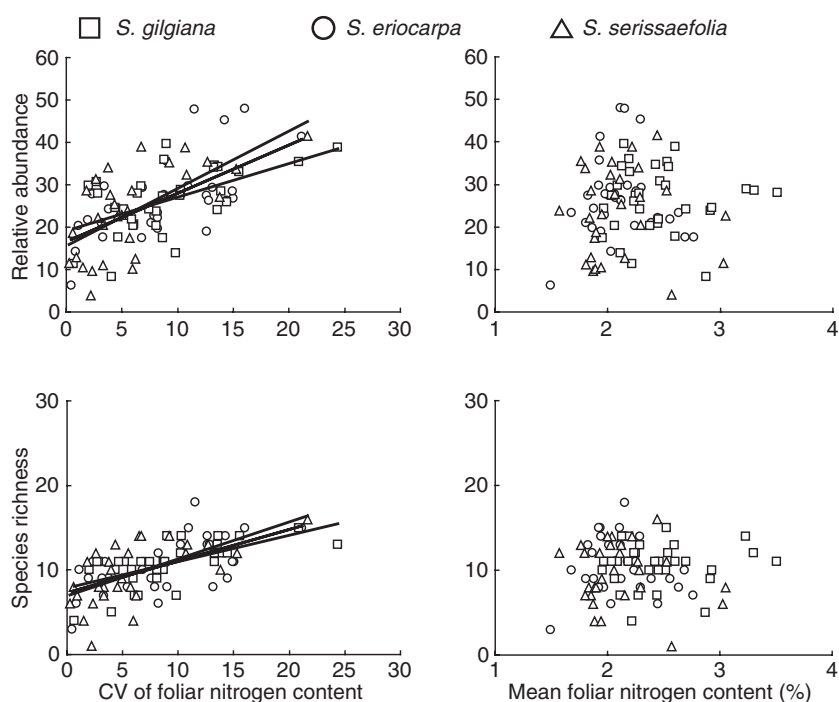 S. gilgiana S. eriocarpa S. serissaefolia
Relative abundance
60
50
40
30
20
10
0
0 5 10 15 20 25 30
60
50
40
30
20
10
0
1 2 3 4
Species richness
30
20
10
0
0 5 10 15 20 25 30
CV of foliar nitrogen content
30
20
10
0
1 2 3 4
Mean foliar nitrogen content (%)